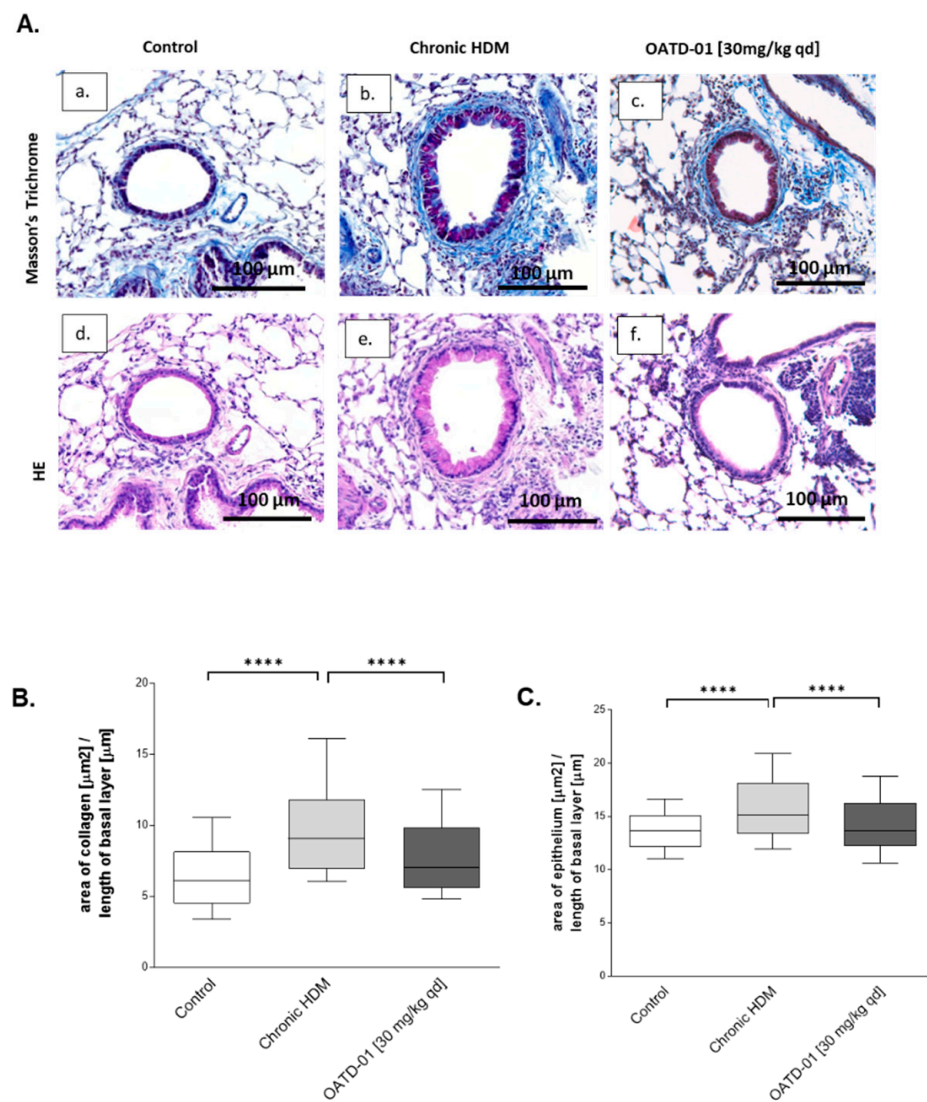 A.
Control
Chronic HDM
OATD-01 [30mg/kg qd]
Masson's Trichrome
a.
b.
c.
100 µm
100 µm
100 µm
HE
d.
e.
f.
100 µm
100 µm
100 µm
B.
****
****
area of collagen [µm2] /
length of basal layer [µm]
20
15
10
5
0
Control
Chronic HDM
OATD-01 [30 mg/kg qd]
C.
****
****
area of epithelium [µm2] /
length of basal layer [µm]
25
20
15
10
5
0
Control
Chronic HDM
OATD-01 [30 mg/kg qd]